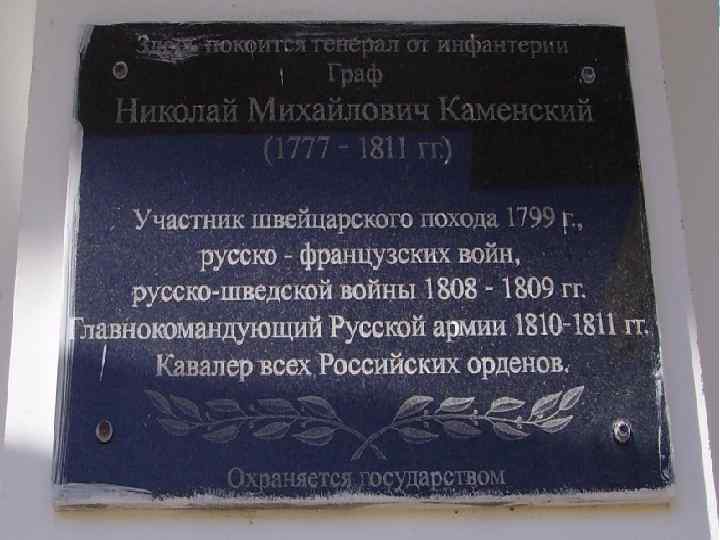 Здесь покоится генерал от инфантерии
Граф
Николай Михайлович Каменский
(1777 - 1811 гг.)
Участник швейцарского похода 1799 г.,
русско - французских войн,
русско-шведской войны 1808 - 1809 гг.
Главнокомандующий Русской армии 1810-1811 гг.
Кавалер всех Российских орденов.
Охраняется государством